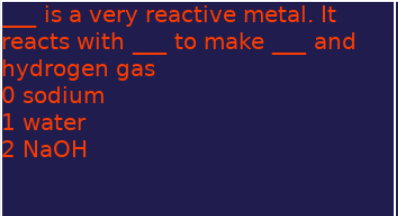 ___ is a very reactive metal. It
reacts with ___ to make ___ and
hydrogen gas
0 sodium
1 water
2 NaOH